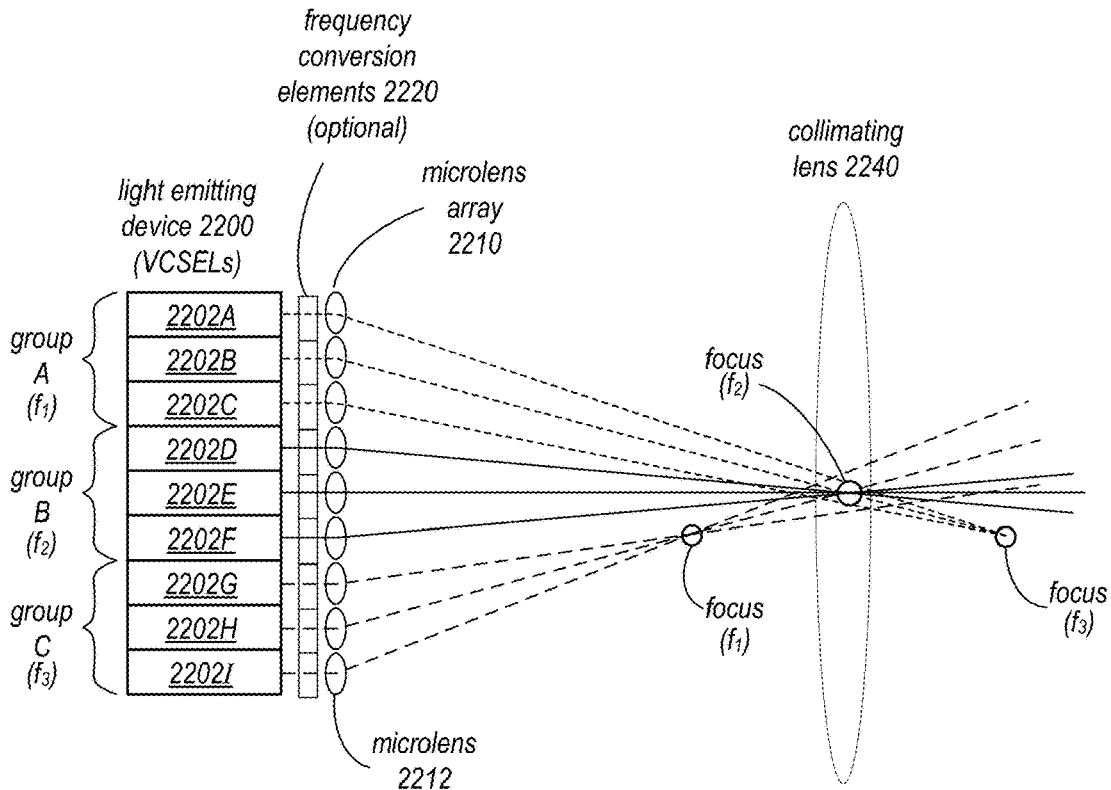 frequency
conversion
elements 2220
(optional)
collimating
lens 2240
microlens
array
2210
light emitting
device 2200
(VCSELs)
group
A
(f1)
2202A
2202B
2202C
group
B
(f2)
2202D
2202E
2202F
group
C
(f3)
2202G
2202H
2202I
focus
(f2)
focus
(f1)
focus
(f3)
microlens
2212